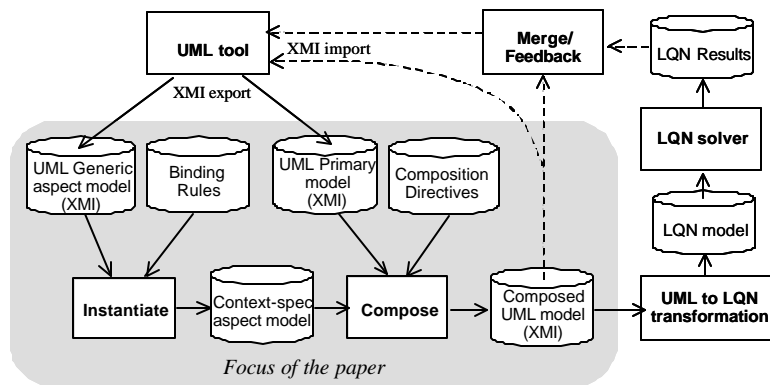 UML tool
XMI import
Merge/
Feedback
LQN Results
XMI export
LQN solver
UML Generic
aspect model
(XMI)
Binding
Rules
UML Primary
model
(XMI)
Composition
Directives
LQN model
Instantiate
Context-spec
aspect model
Compose
Composed
UML model
(XMI)
UML to LQN
transformation
Focus of the paper